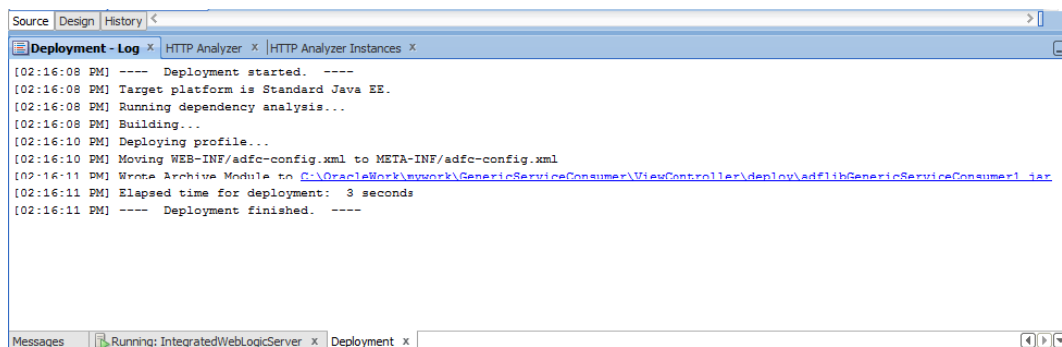 Source Design History
Deployment - Log x HTTP Analyzer x HTTP Analyzer Instances x
[02:16:08 PM] ---- Deployment started. ----
[02:16:08 PM] Target platform is Standard Java EE.
[02:16:08 PM] Running dependency analysis...
[02:16:08 PM] Building...
[02:16:10 PM] Deploying profile...
[02:16:10 PM] Moving WEB-INF/adfc-config.xml to META-INF/adfc-config.xml
[02:16:11 PM] Wrote Archive Module to C:\OracleWork\mywork\GenericServiceConsumer\ViewController\deploy\adflibGenericServiceConsumer1.jar
[02:16:11 PM] Elapsed time for deployment: 3 seconds
[02:16:11 PM] ---- Deployment finished. ----
Messages Running: IntegratedWebLogicServer x Deployment x